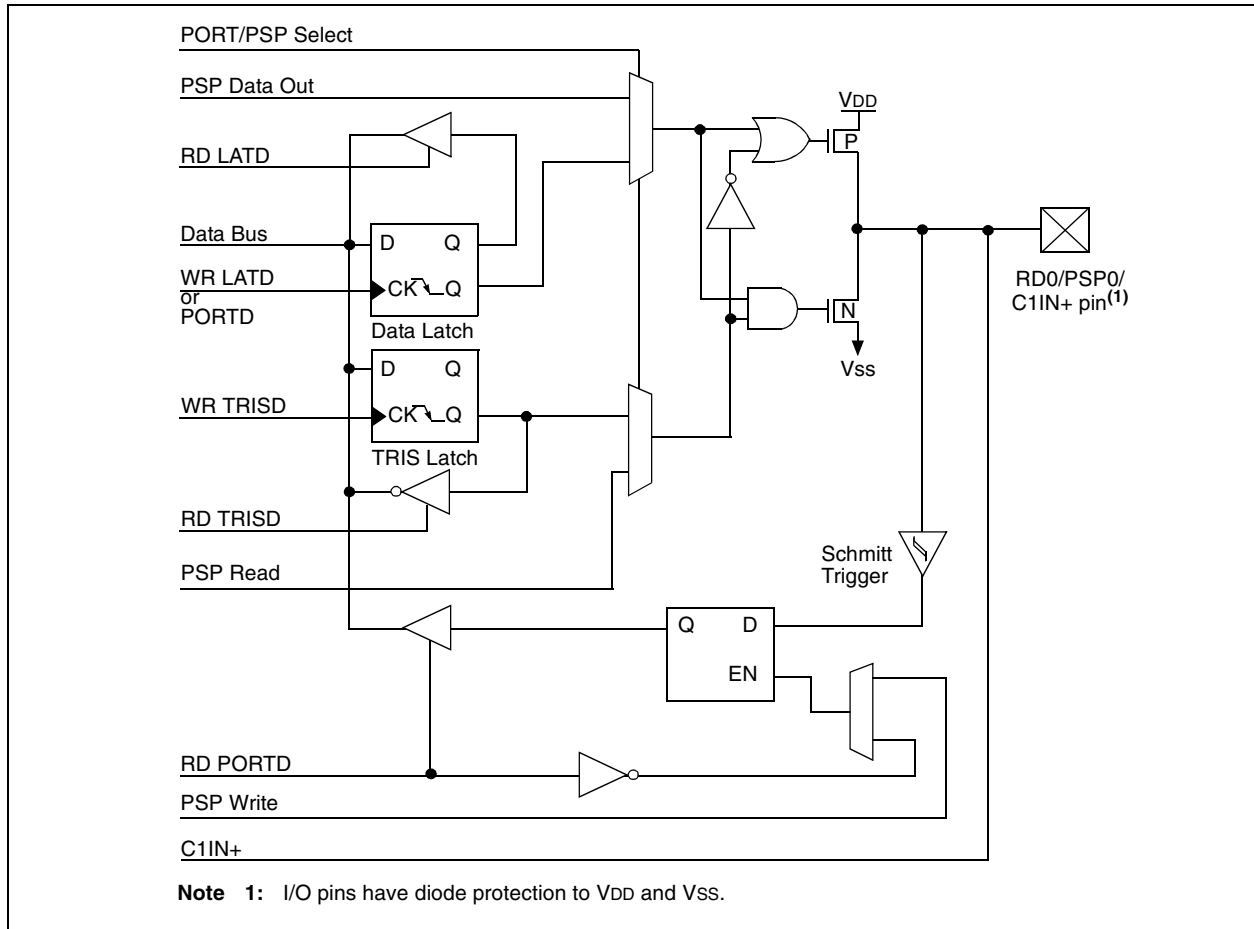 PORT/PSP Select
PSP Data Out
VDD
RD LATD
P
Data Bus
D Q
WR LATD
or
PORTD
CK Q
Data Latch
RD0/PSP0/
C1IN+ pin(1)
N
Vss
D Q
WR TRISD
CK Q
TRIS Latch
RD TRISD
PSP Read
Schmitt
Trigger
Q D
EN
RD PORTD
PSP Write
C1IN+
Note 1: I/O pins have diode protection to VDD and VSS.